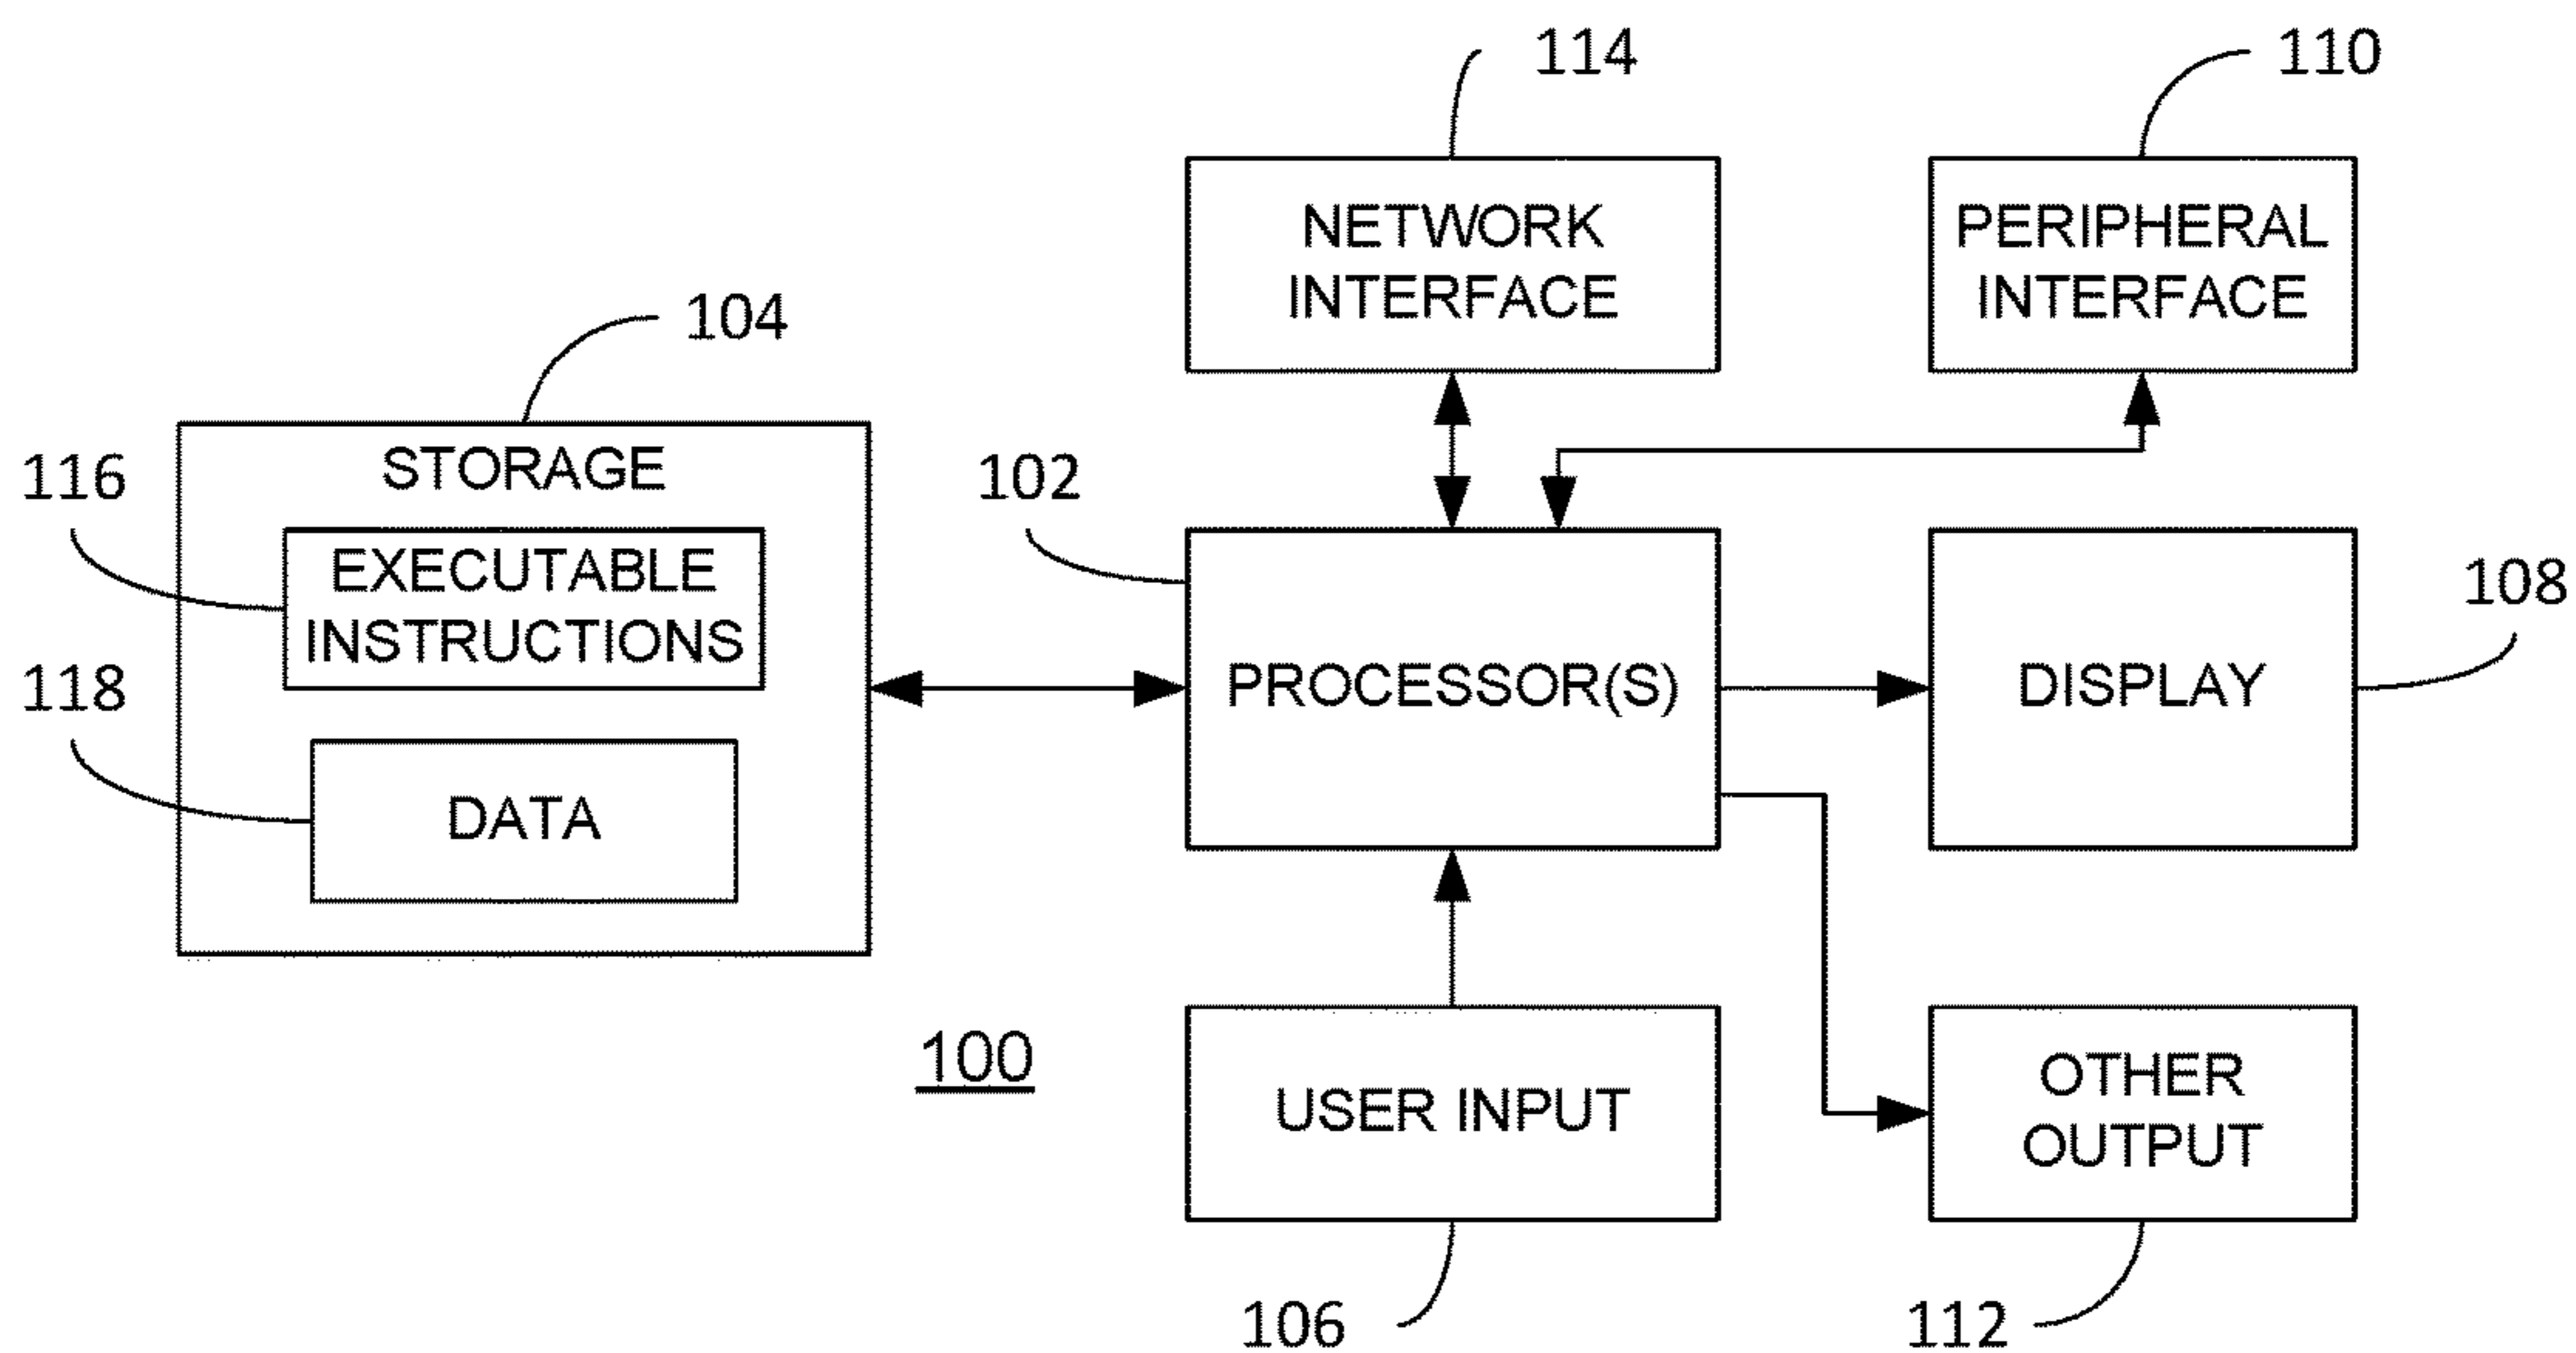 114
110
NETWORK
INTERFACE
PERIPHERAL
INTERFACE
104
STORAGE
116
EXECUTABLE
INSTRUCTIONS
118
DATA
102
PROCESSOR(S)
DISPLAY
108
100
USER INPUT
OTHER
OUTPUT
106
112